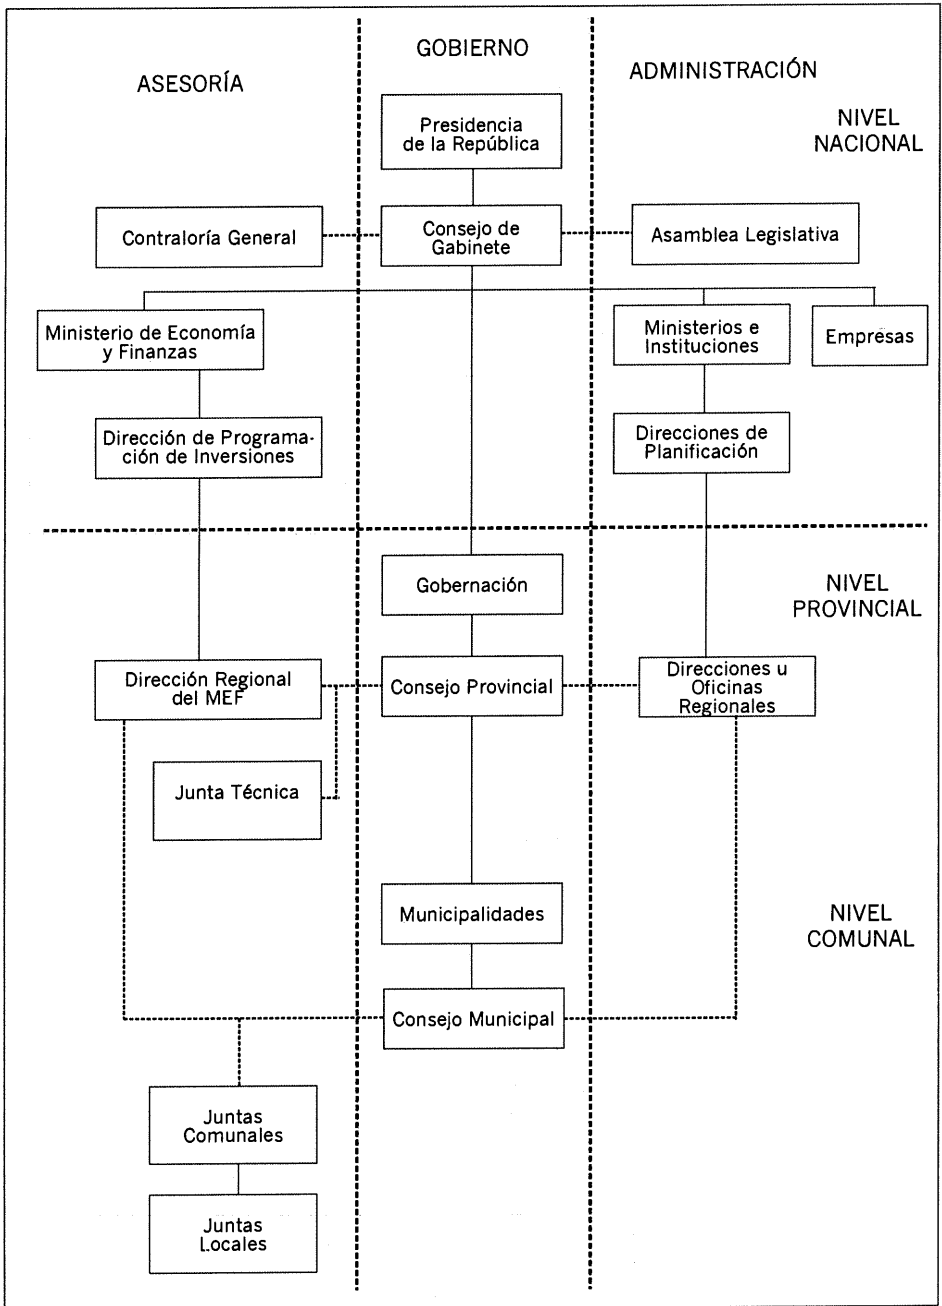 GOBIERNO
ASESORÍA
ADMINISTRACIÓN
NIVEL
NACIONAL
Presidencia
de la República
Contraloría General
Consejo de
Gabinete
Asamblea Legislativa
Ministerio de Economía
y Finanzas
Ministerios e
Instituciones
Empresas
Dirección de Programa-
ción de Inversiones
Direcciones de
Planificación
Gobernación
NIVEL
PROVINCIAL
Dirección Regional
del MEF
Consejo Provincial
Direcciones u
Oficinas
Regionales
Junta Técnica
Municipalidades
NIVEL
COMUNAL
Consejo Municipal
Juntas
Comunales
Juntas
Locales